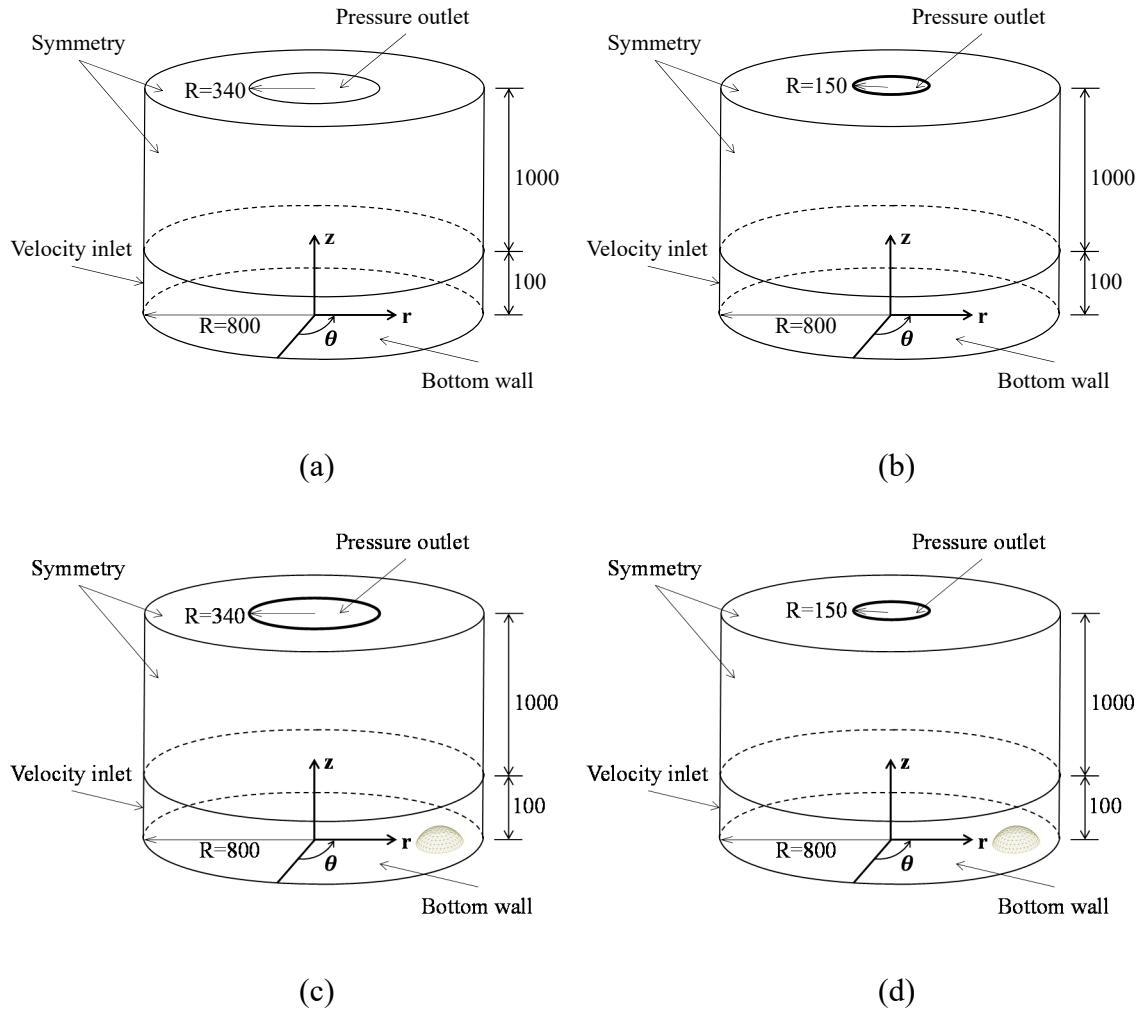 Pressure outlet
Symmetry
R=340
1000
z
Velocity inlet
100
R=800
r
θ
Bottom wall
(a)
Pressure outlet
Symmetry
R=150
1000
z
Velocity inlet
100
R=800
r
θ
Bottom wall
(b)
Pressure outlet
Symmetry
R=340
1000
z
Velocity inlet
100
R=800
r
θ
Bottom wall
(c)
Pressure outlet
Symmetry
R=150
1000
z
Velocity inlet
100
R=800
r
θ
Bottom wall
(d)